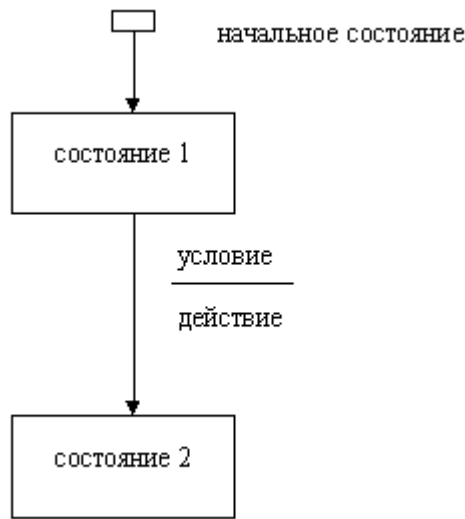 начальное состояние
состояние 1
условие
действие
состояние 2